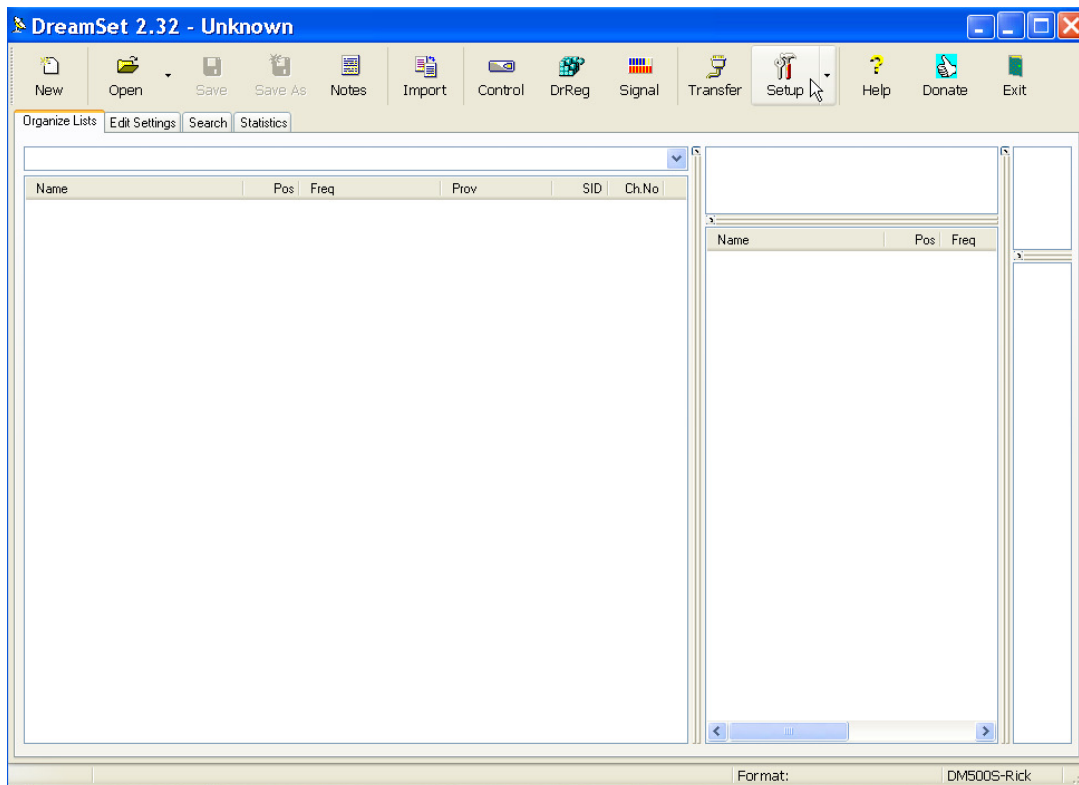 DreamSet 2.32 - Unknown
New Open Save Save As Notes Import Control DrReg Signal Transfer Setup Help Donate Exit
Organize Lists Edit Settings Search Statistics
Name Pos Freq Prov SID Ch.No
Name Pos Freq
Format: DM500S-Rick